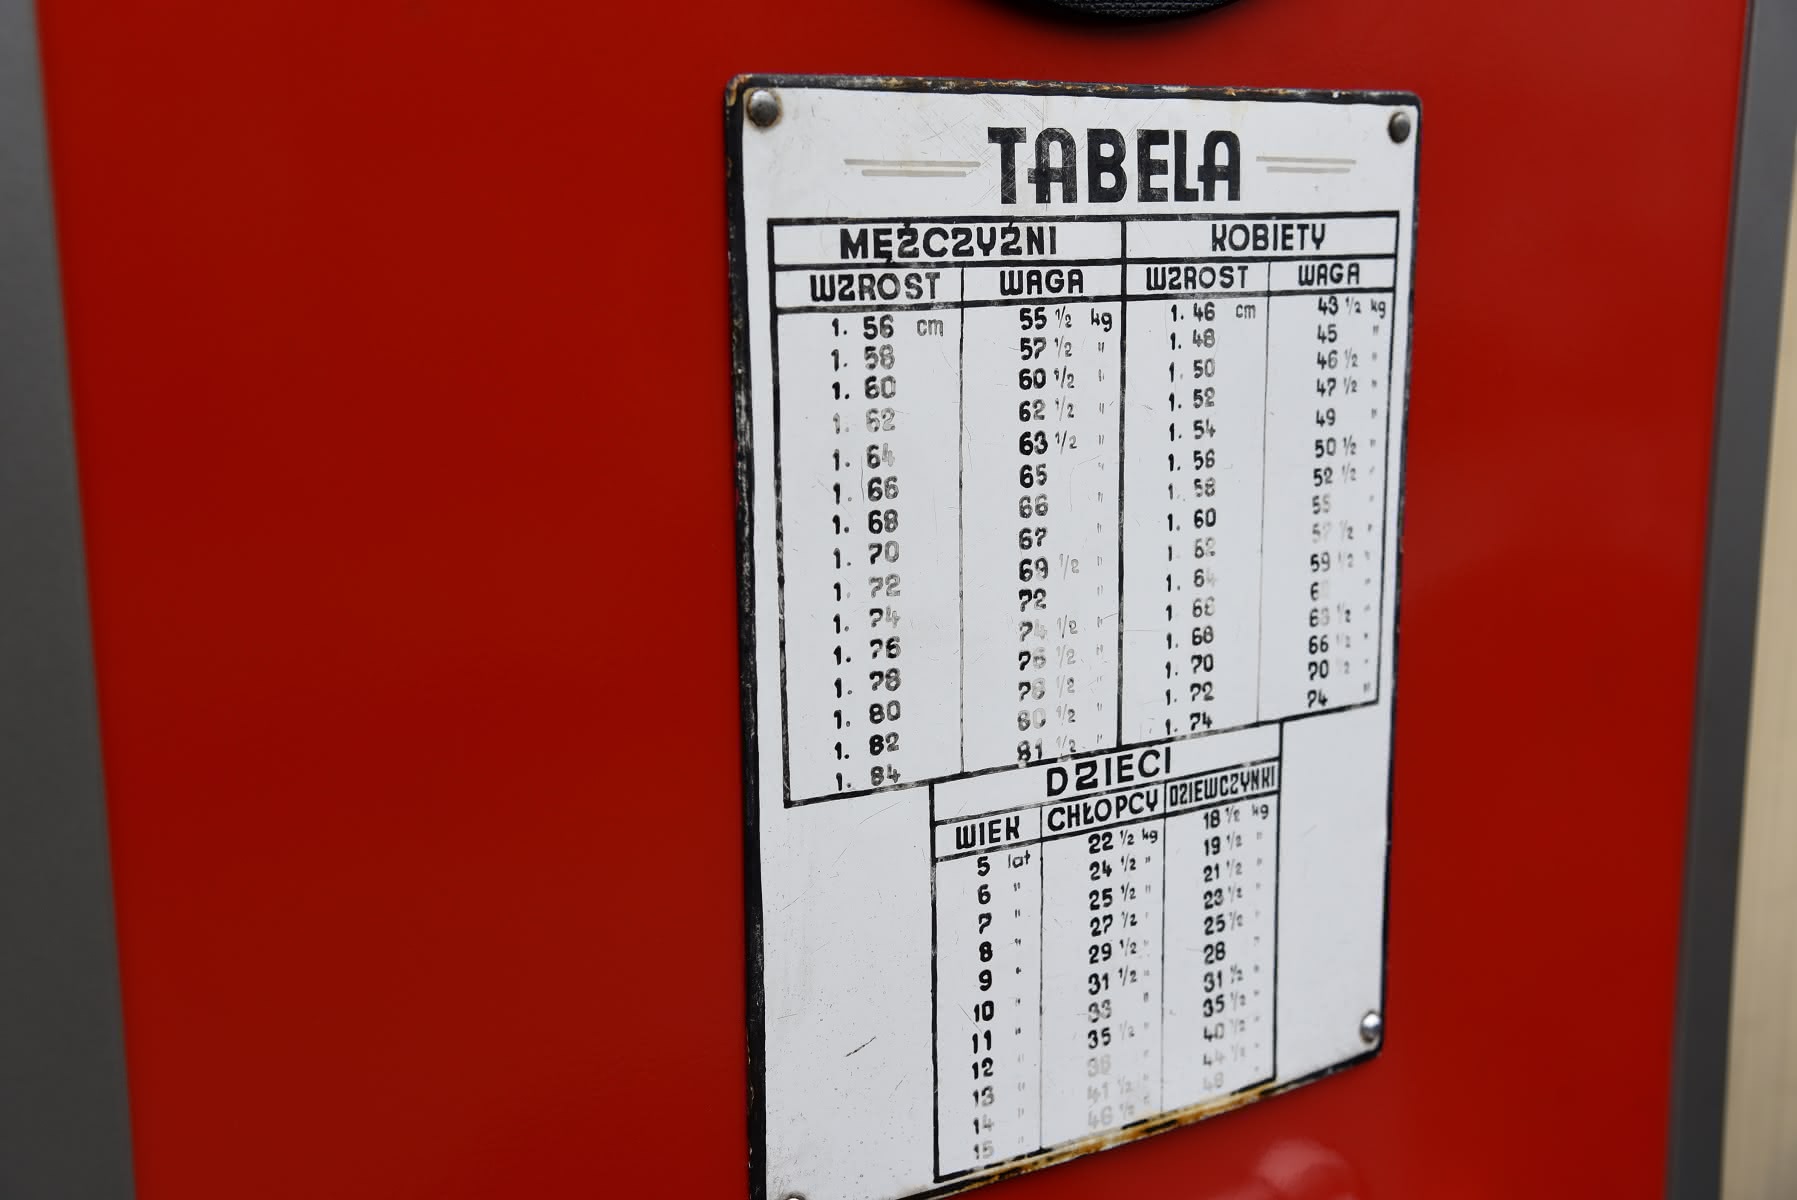 TABELA
MĘŻCZYŹNI KOBIETY
WZROST WAGA WZROST WAGA
1. 56 cm 55 1/2 kg 1. 46 cm 43 1/2 kg
1. 58 57 1/2 " 1. 48 45 "
1. 60 60 1/2 " 1. 50 46 1/2 "
1. 62 62 1/2 " 1. 52 47 1/2 "
1. 64 63 1/2 " 1. 54 49 "
1. 66 65 " 1. 56 50 1/2 "
1. 68 66 " 1. 58 52 1/2 "
1. 70 67 " 1. 60 55 "
1. 72 69 1/2 " 1. 62 57 1/2 "
1. 74 72 " 1. 64 59 1/2 "
1. 76 74 1/2 " 1. 66 "
1. 78 76 1/2 " 1. 68 63 1/2 "
1. 80 78 1/2 " 1. 70 66 1/2 "
1. 82 80 1/2 " 1. 72 70 1/2 "
1. 84 81 1/2 " 1. 74 74 "
DZIECI
WIEK CHŁOPCY DZIEWCZYNKI
5 lat 22 1/2 kg 18 1/2 kg
6 " 24 1/2 " 19 1/2 "
7 " 25 1/2 " 21 1/2 "
8 " 27 1/2 " 23 1/2 "
9 " 29 1/2 " 25 1/2 "
10 " 31 1/2 " 28 "
11 " 33 " 31 1/2 "
12 " 35 1/2 " 35 1/2 "
13 " 38 " 40 1/2 "
14 " 41 1/2 " 44 1/2 "
15 " 46 1/2 " 48 "